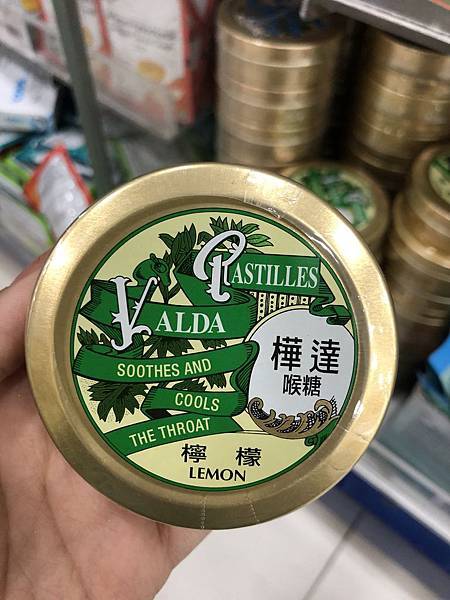 PASTILLES
VALDA
SOOTHES AND
COOLS
THE THROAT
樺達
喉糖
檸檬
LEMON